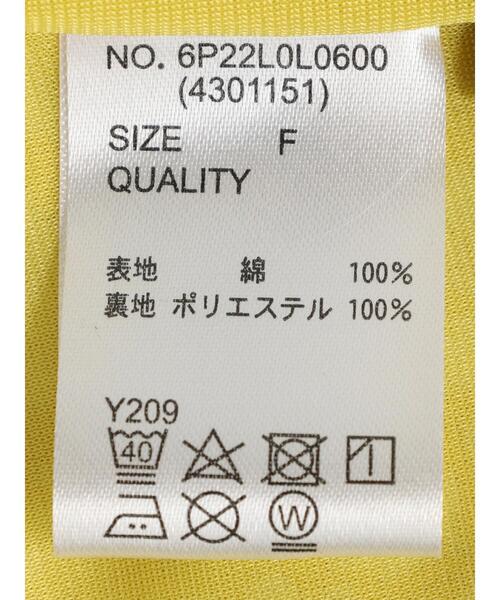 NO. 6P22L0L0600
(4301151)
SIZE F
QUALITY
表地 綿 100%
裏地 ポリエステル 100%
Y209
40
W